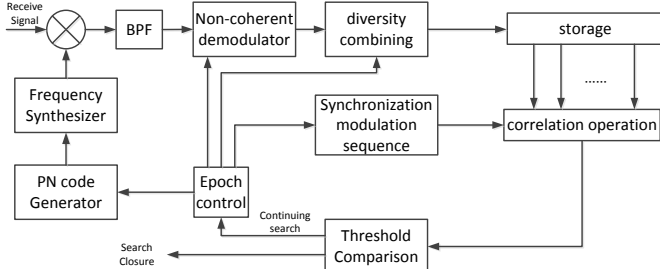 Receive
Signal
BPF
Non-coherent
demodulator
diversity
combining
storage
......
Frequency
Synthesizer
Synchronization
modulation
sequence
correlation operation
PN code
Generator
Epoch
control
Continuing
search
Threshold
Comparison
Search
Closure